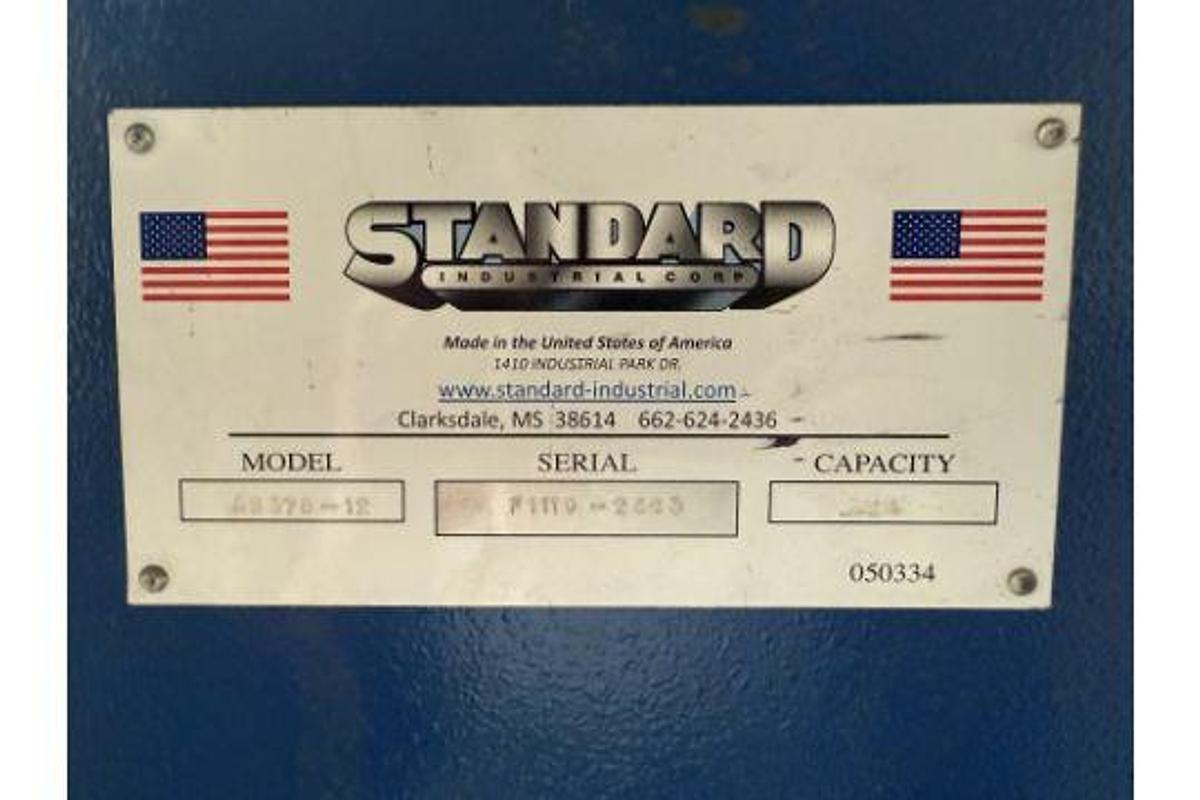 STANDARD
INDUSTRIAL CORP
Made in the United States of America
1410 INDUSTRIAL PARK DR.
www.standard-industrial.com
Clarksdale, MS 38614 662-624-2436
MODEL SERIAL CAPACITY
050334